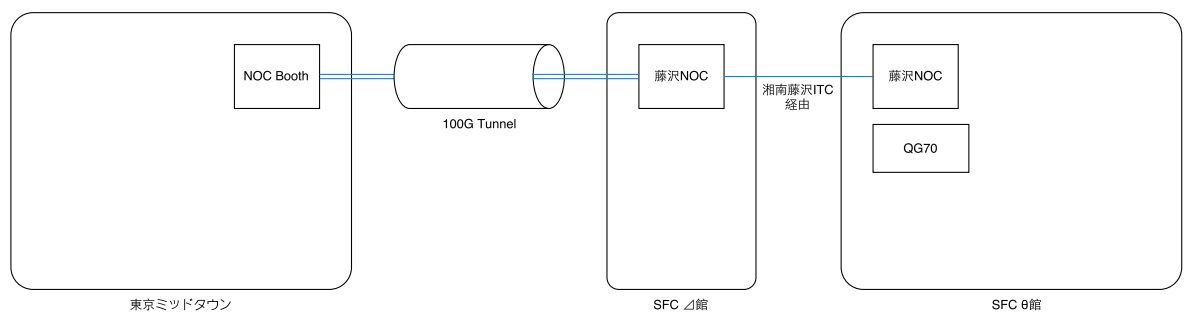 NOC Booth
100G Tunnel
藤沢NOC
湘南藤沢ITC
経由
藤沢NOC
QG70
東京ミッドタウン
SFC ⊿館
SFC θ館